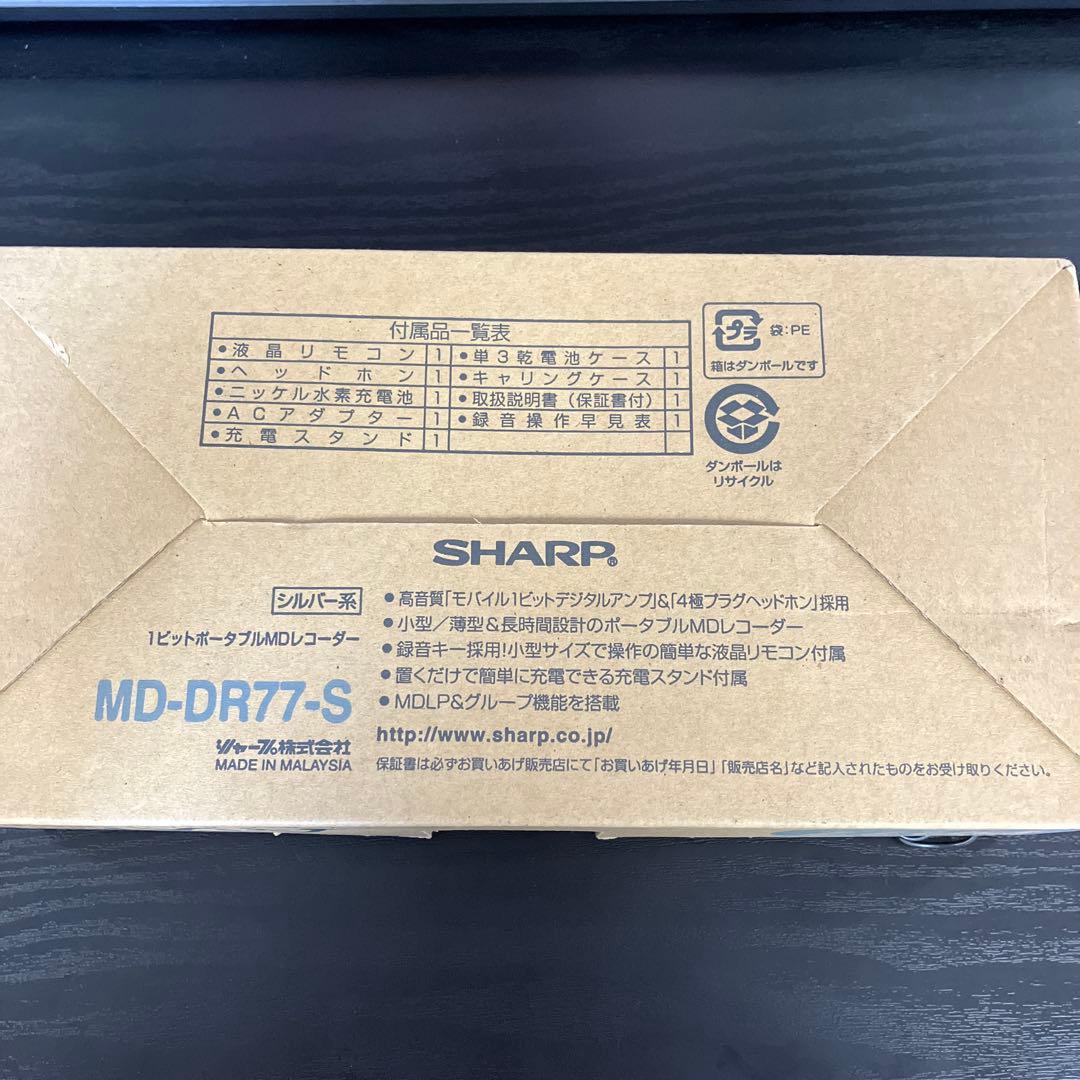 付属品一覧表
●液晶リモコン 1 ●単3乾電池ケース 1
●ヘッドホン 1 ●キャリングケース 1
●ニッケル水素充電池 1 ●取扱説明書（保証書付） 1
●ACアダプター 1 ●録音操作早見表 1
●充電スタンド 1
プラ 袋:PE
箱はダンボールです
ダンボールは
リサイクル
SHARP®
シルバー系
1ビットポータブルMDレコーダー
MD-DR77-S
シャープ株式会社
MADE IN MALAYSIA
●高音質「モバイル1ビットデジタルアンプ」&「4極プラグヘッドホン」採用
●小型／薄型&長時間設計のポータブルMDレコーダー
●録音キー採用!小型サイズで操作の簡単な液晶リモコン付属
●置くだけで簡単に充電できる充電スタンド付属
●MDLP&グループ機能を搭載
http://www.sharp.co.jp/
保証書は必ずお買いあげ販売店にて「お買いあげ年月日」「販売店名」など記入されたものをお受け取りください。